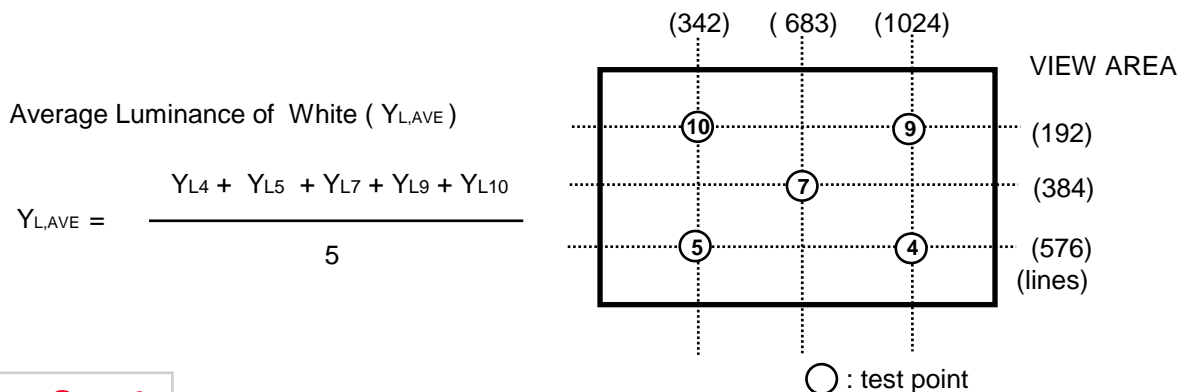 (342) ( 683) (1024)
VIEW AREA
Average Luminance of White ( YL,AVE )
10 9 (192)
YL4 + YL5 + YL7 + YL9 + YL10
7 (384)
YL,AVE =
5
5 4 (576)
(lines)
: test point